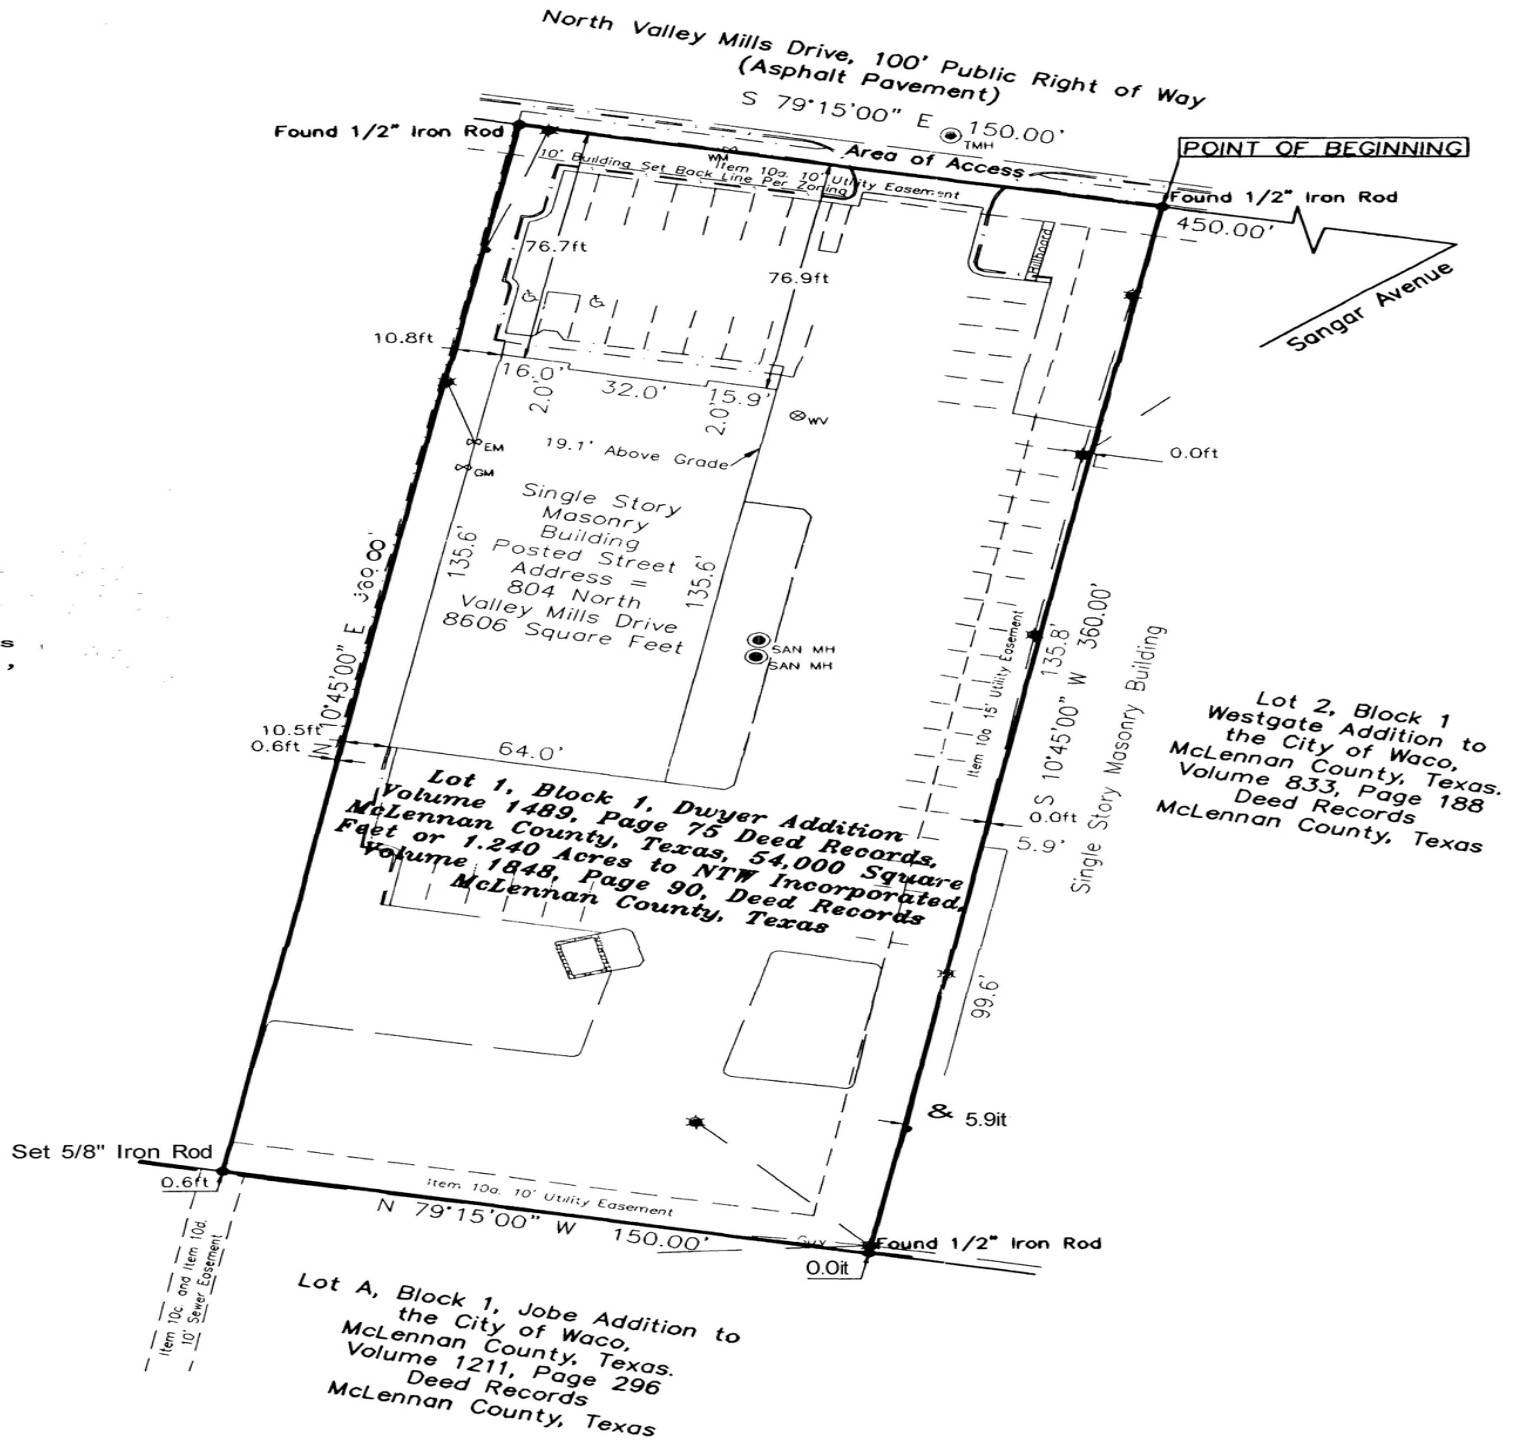 North Valley Mills Drive, 100' Public Right of Way
(Asphalt Pavement)
S 79°15'00" E 150.00'
TMH
Found 1/2" Iron Rod
Area of Access
POINT OF BEGINNING
Found 1/2" Iron Rod
450.00'
Sangar Avenue
10' Building Set Back Line Per Zoning
WM
Item 10a. 10' Utility Easement
Billboard
76.7ft
76.9ft
10.8ft
16.0'
2.0'
32.0'
15.9'
2.0'
WV
EM
GM
19.1' Above Grade
0.0ft
Single Story
Masonry
Building
Posted Street
Address =
804 North
Valley Mills Drive
8606 Square Feet
135.6'
135.6'
N 10°45'00" E 360.00'
SAN MH
SAN MH
Item 10a 15' Utility Easement
135.8'
S 10°45'00" W 360.00'
Single Story Masonry Building
Lot 2, Block 1
Westgate Addition to
the City of Waco,
McLennan County, Texas.
Volume 833, Page 188
Deed Records
McLennan County, Texas
10.5ft
0.6ft
64.0'
0.0ft
5.9'
Lot 1, Block 1, Dwyer Addition
Volume 1489, Page 75 Deed Records,
McLennan County, Texas, 54,000 Square
Feet or 1.240 Acres to NTW Incorporated,
Volume 1848, Page 90, Deed Records
McLennan County, Texas
99.6'
& 5.9it
Set 5/8" Iron Rod
0.6ft
Item 10a. 10' Utility Easement
N 79°15'00" W 150.00'
Guy
Found 1/2" Iron Rod
0.0it
Item 10c. and Item 10d.
10' Sewer Easement
Lot A, Block 1, Jobe Addition to
the City of Waco,
McLennan County, Texas.
Volume 1211, Page 296
Deed Records
McLennan County, Texas